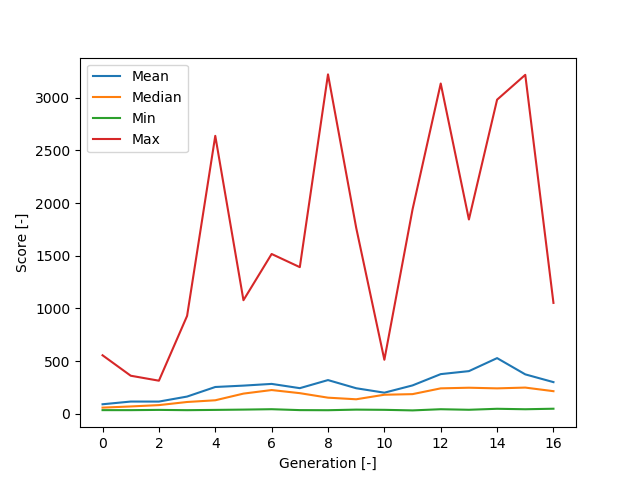 Mean
Median
Min
Max
3000
2500
2000
1500
1000
500
0
Score [-]
0 2 4 6 8 10 12 14 16
Generation [-]